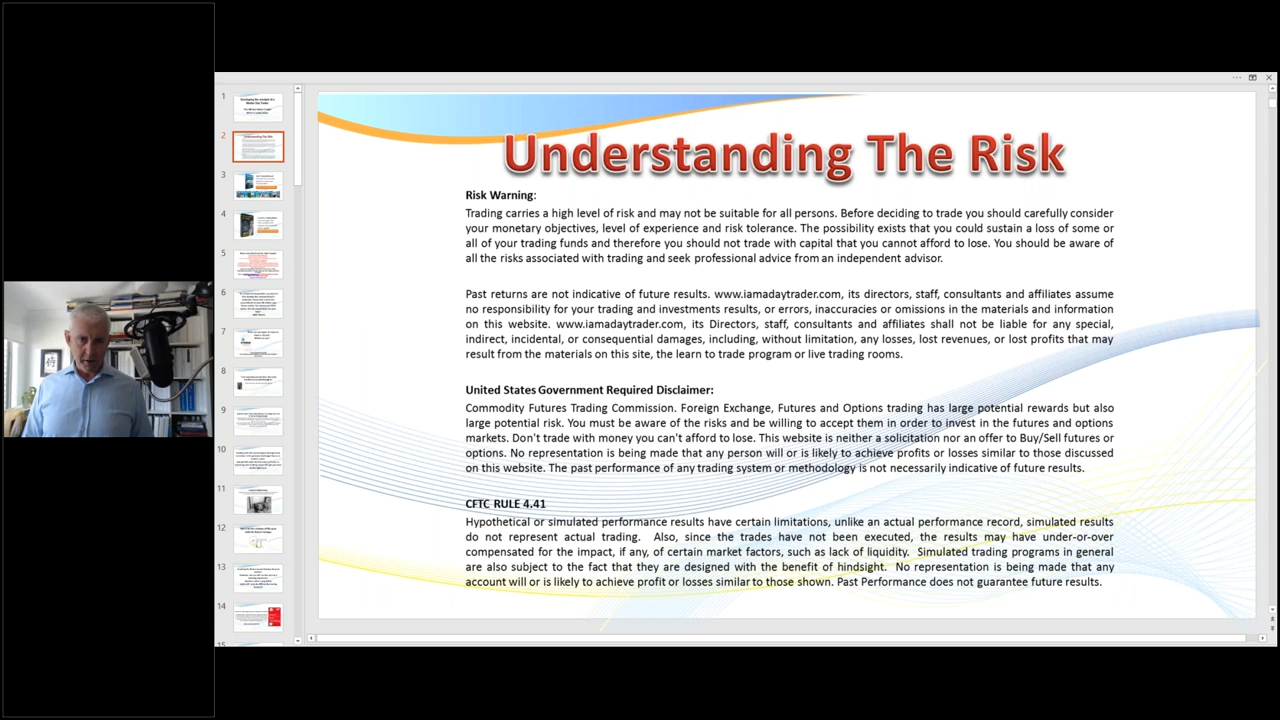 Understanding The Risk
Risk Warning:
Trading carries a high level of risk and may not be suitable for all persons. Before deciding to trade you should carefully consider
your monetary objectives, level of experience and risk tolerance. The possibility exists that you could sustain a loss of some or
all of your trading funds and therefore you should not trade with capital that you cannot afford to lose. You should be aware of
all the risks associated with trading and seek professional advice from an independent advisor.
Past results are not indicative of future returns. www.iamadaytrader.com, its directors, staff, consultants and affiliates assume
no responsibility for your trading and investments results, or errors, inaccuracies or omissions in the materials and information
on this website. www.iamadaytrader.com its Directors, staff consultants and affiliates shall not be liable for any special
indirect, incidental, or consequential damages, including, without limitation, any losses, lost revenues, or lost profits that may
result from the materials on this site, the learn to trade program or live trading rooms.
United States Government Required Disclaimer:
Commodity Futures Trading Commission, Foreign Exchange, Futures and Options trading has large potential rewards but also
large potential risk. You must be aware of the risks and be willing to accept them in order to invest in the futures and options
markets. Don't trade with money you can't afford to lose. This website is neither a solicitation nor an offer to Buy/Sell futures or
options. No representation is being made that any person will or is likely to achieve profits or losses similar to those discussed
on this website. The past performance of any trading system or methodology is not necessarily indicative of future results.
CFTC RULE 4.41
Hypothetical or simulated performance results have certain limitations, unlike an actual performance record, simulated results
do not represent actual trading. Also, since the trades have not been executed, the results may have under-or-over
compensated for the impact, if any, of certain market factors, such as lack of liquidity. Simulated trading programs in general
are also subject to the fact that they are designed with the benefit of hindsight. No representation is being made that any
account will or is likely to achieve profit or losses similar to those shown. Past Performance does not guarantee future results.
1
2
3
4
5
6
7
8
9
10
11
12
13
14